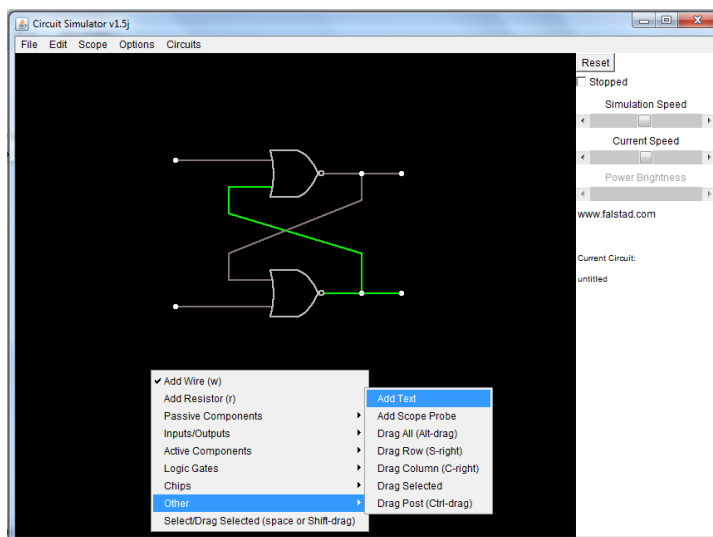 Circuit Simulator v1.5j
File Edit Scope Options Circuits
Reset
Stopped
Simulation Speed
Current Speed
Power Brightness
www.falstad.com
Current Circuit:
untitled
Add Wire (w)
Add Resistor (r)
Passive Components
Inputs/Outputs
Active Components
Logic Gates
Chips
Other
Select/Drag Selected (space or Shift-drag)
Add Text
Add Scope Probe
Drag All (Alt-drag)
Drag Row (S-right)
Drag Column (C-right)
Drag Selected
Drag Post (Ctrl-drag)